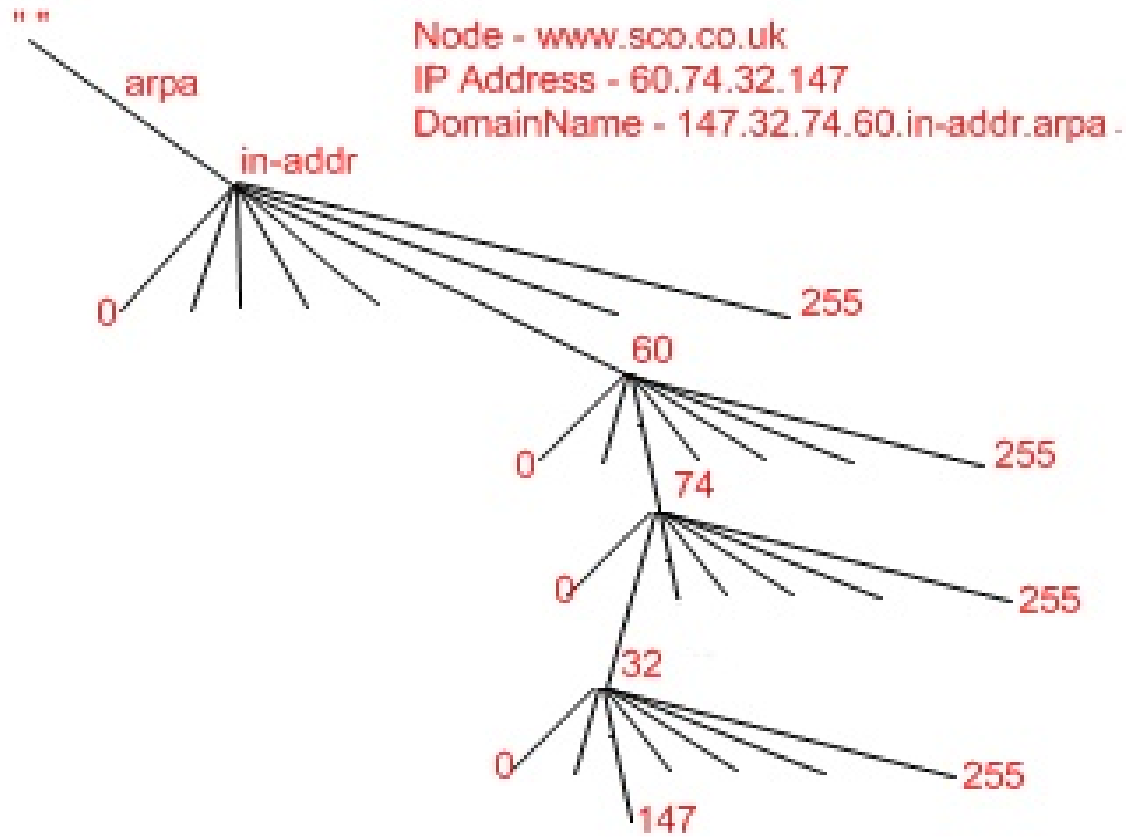 " "
Node - www.sco.co.uk
IP Address - 60.74.32.147
DomainName - 147.32.74.60.in-addr.arpa -
arpa
in-addr
0
255
60
0
255
74
0
255
32
0
255
147